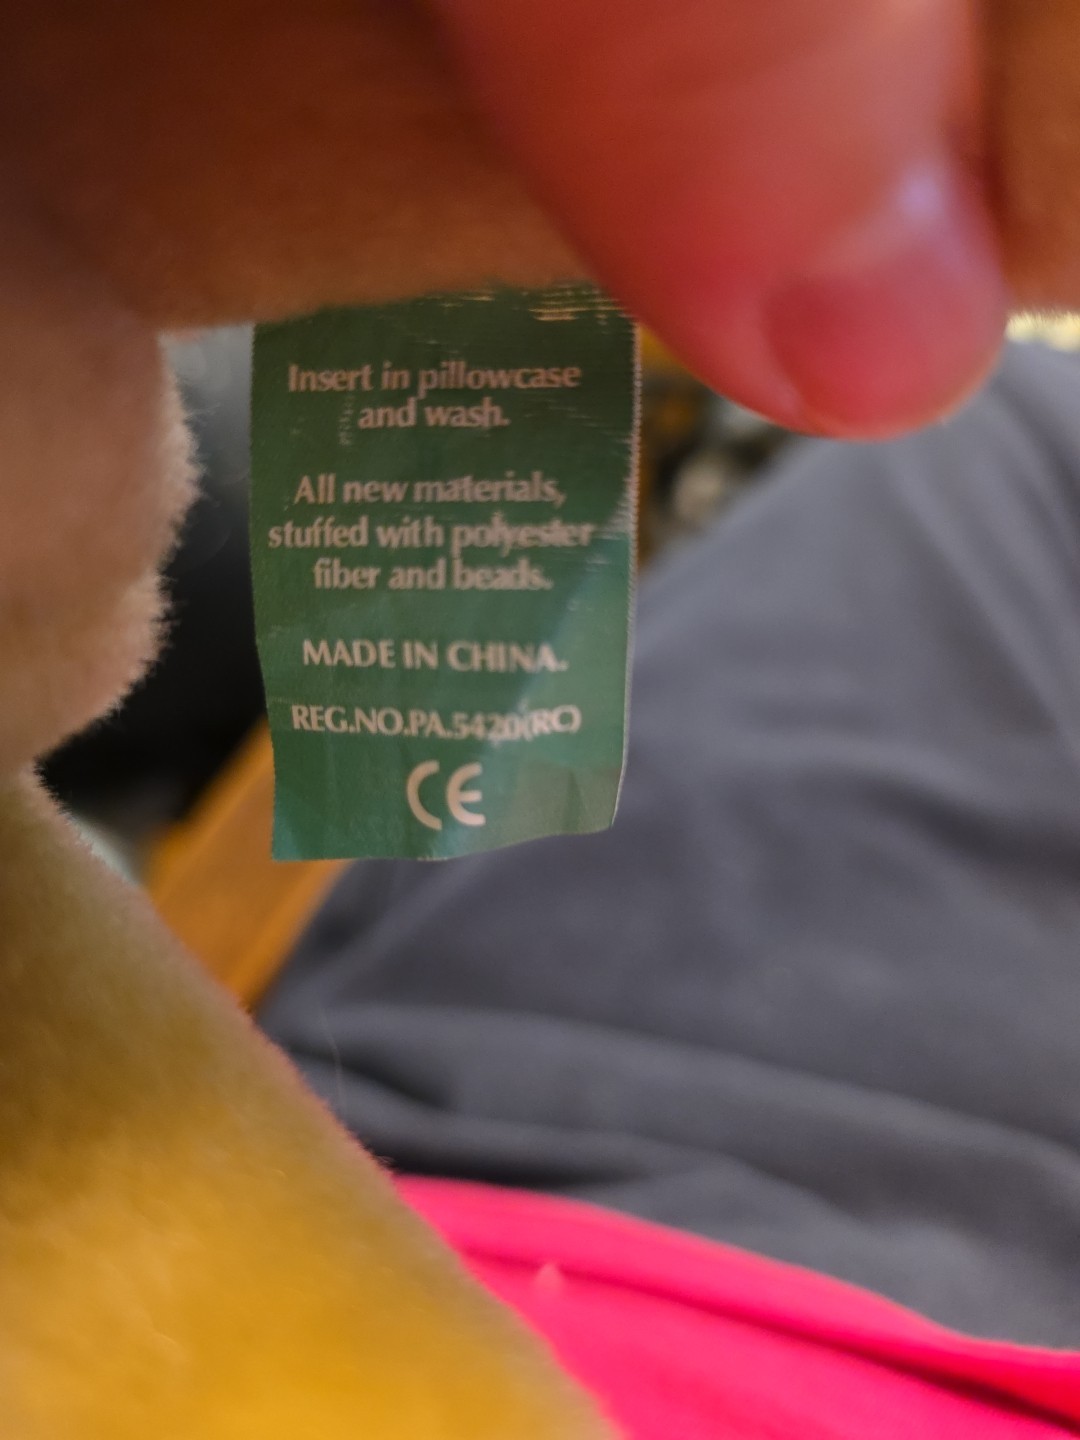 Insert in pillowcase
and wash.
All new materials,
stuffed with polyester
fiber and beads.
MADE IN CHINA.
REG.NO.PA.5420(RC)
CE